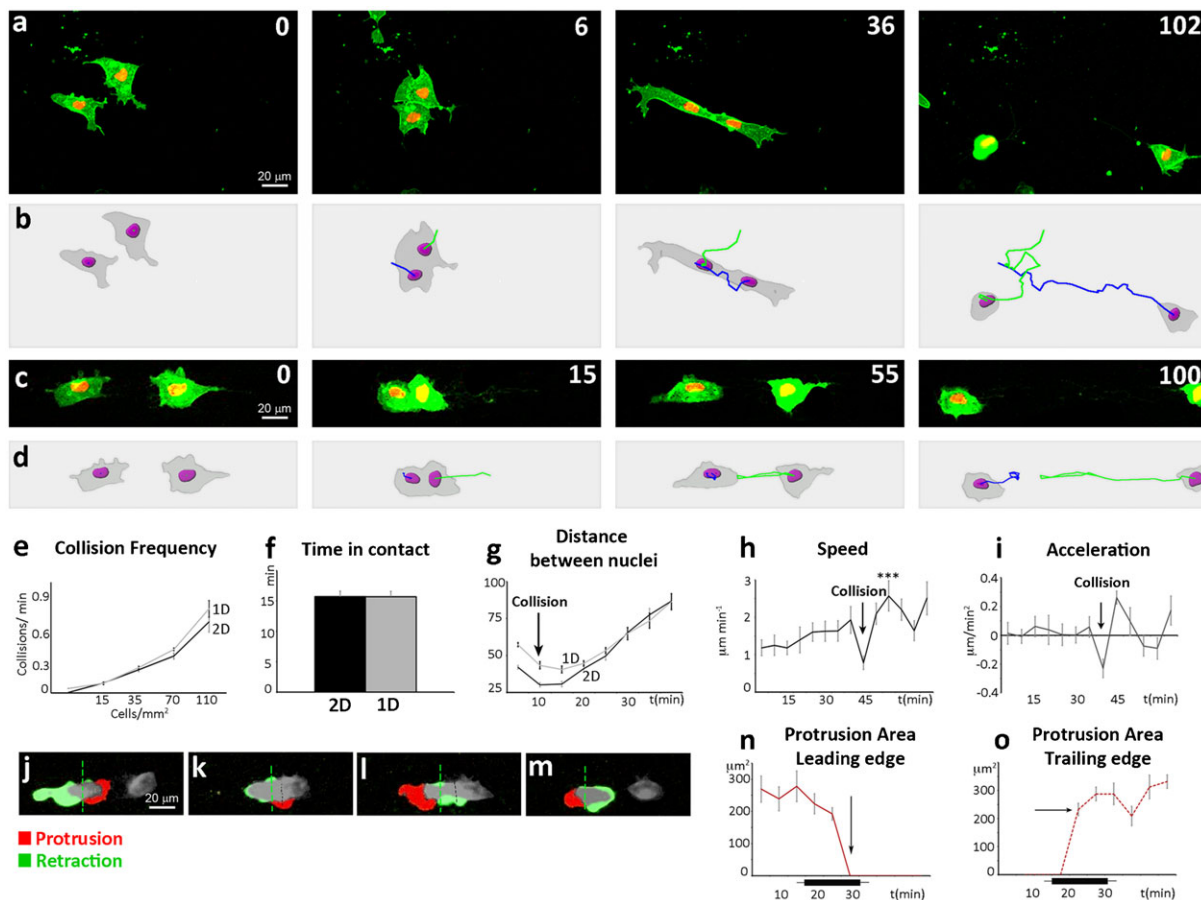 a 0 6 36 102
20 μm
b
c 0 15 55 100
20 μm
d
e Collision Frequency
Collisions/ min
0.9
0.6
0.3
0
1D
2D
15 35 70 110
Cells/mm²
f Time in contact
min
15
10
5
0
2D 1D
g Distance
between nuclei
100
75
50
25
Collision
1D
2D
10 20 30 t(min)
h Speed
μm min⁻¹
3
2
1
0
Collision
***
15 30 45 t(min)
i Acceleration
μm/min²
0.4
0.2
0
-0.2
-0.4
Collision
15 30 45 t(min)
j k l m
20 μm
Protrusion
Retraction
n Protrusion Area
Leading edge
μm²
300
200
100
0
10 20 30 t(min)
o Protrusion Area
Trailing edge
μm²
300
200
100
0
10 20 30 t(min)